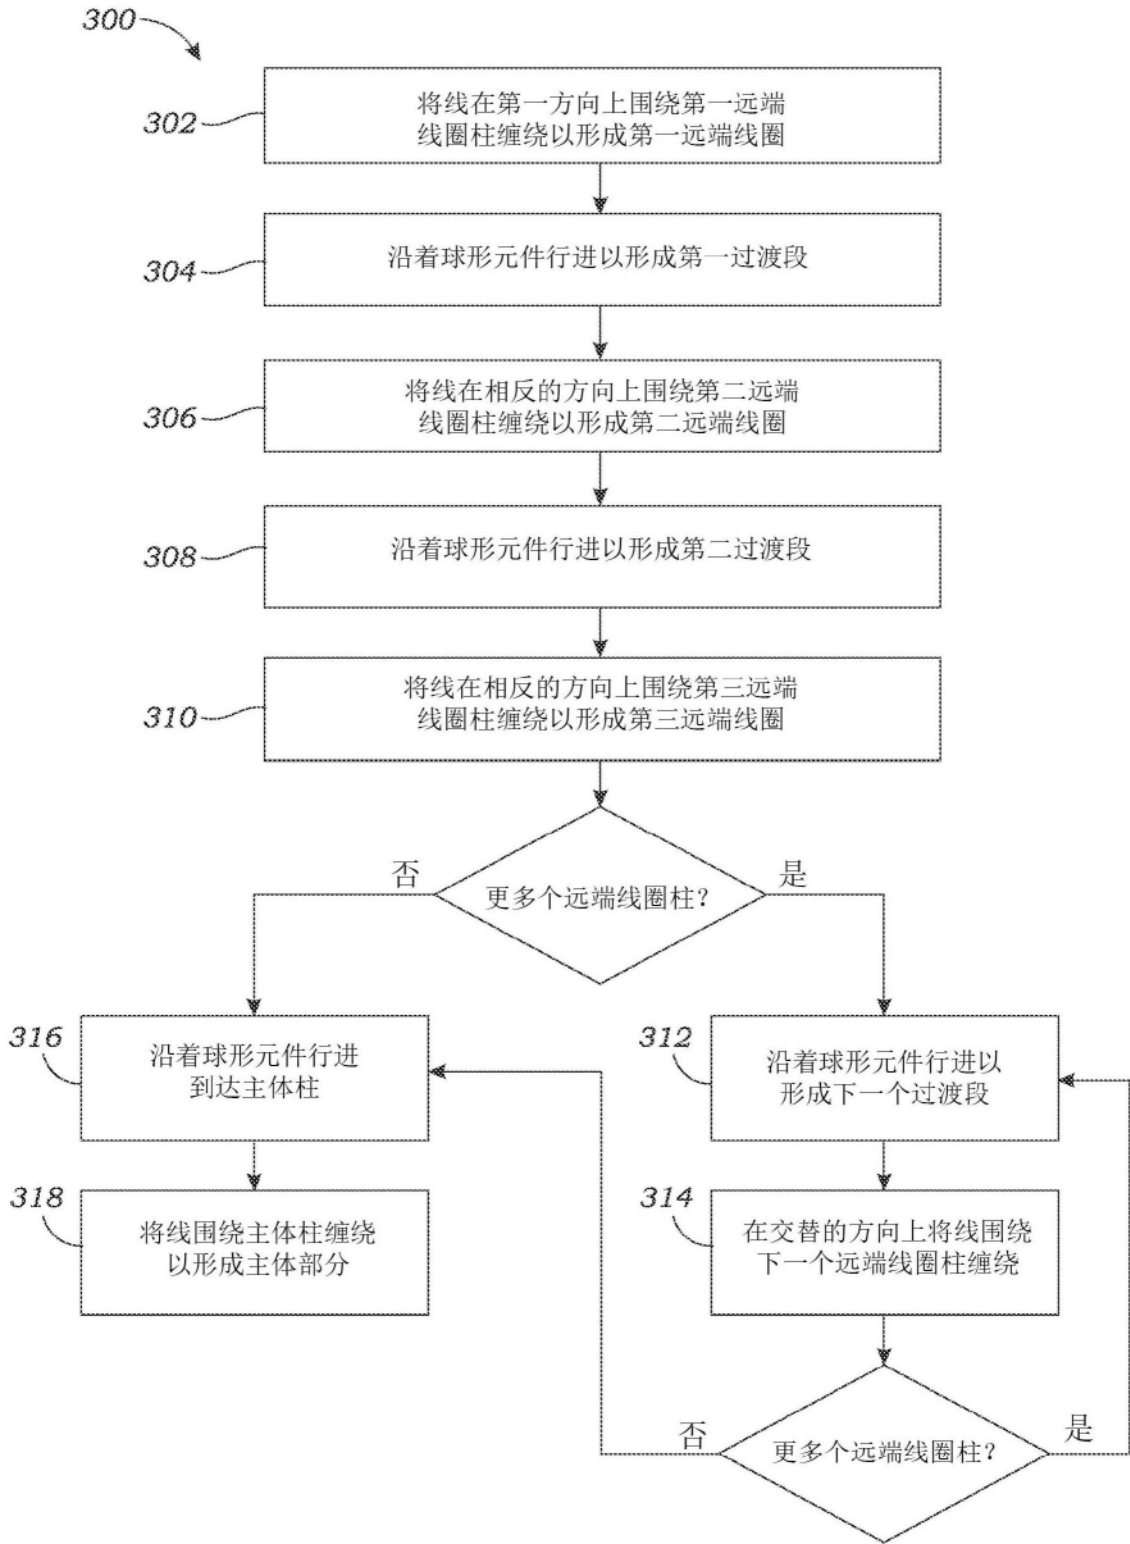 300
302
将线在第一方向上围绕第一远端
线圈柱缠绕以形成第一远端线圈
304
沿着球形元件行进以形成第一过渡段
306
将线在相反的方向上围绕第二远端
线圈柱缠绕以形成第二远端线圈
308
沿着球形元件行进以形成第二过渡段
310
将线在相反的方向上围绕第三远端
线圈柱缠绕以形成第三远端线圈
否
更多个远端线圈柱？
是
316
沿着球形元件行进
到达主体柱
312
沿着球形元件行进以
形成下一个过渡段
318
将线围绕主体柱缠绕
以形成主体部分
314
在交替的方向上将线围绕
下一个远端线圈柱缠绕
否
更多个远端线圈柱？
是